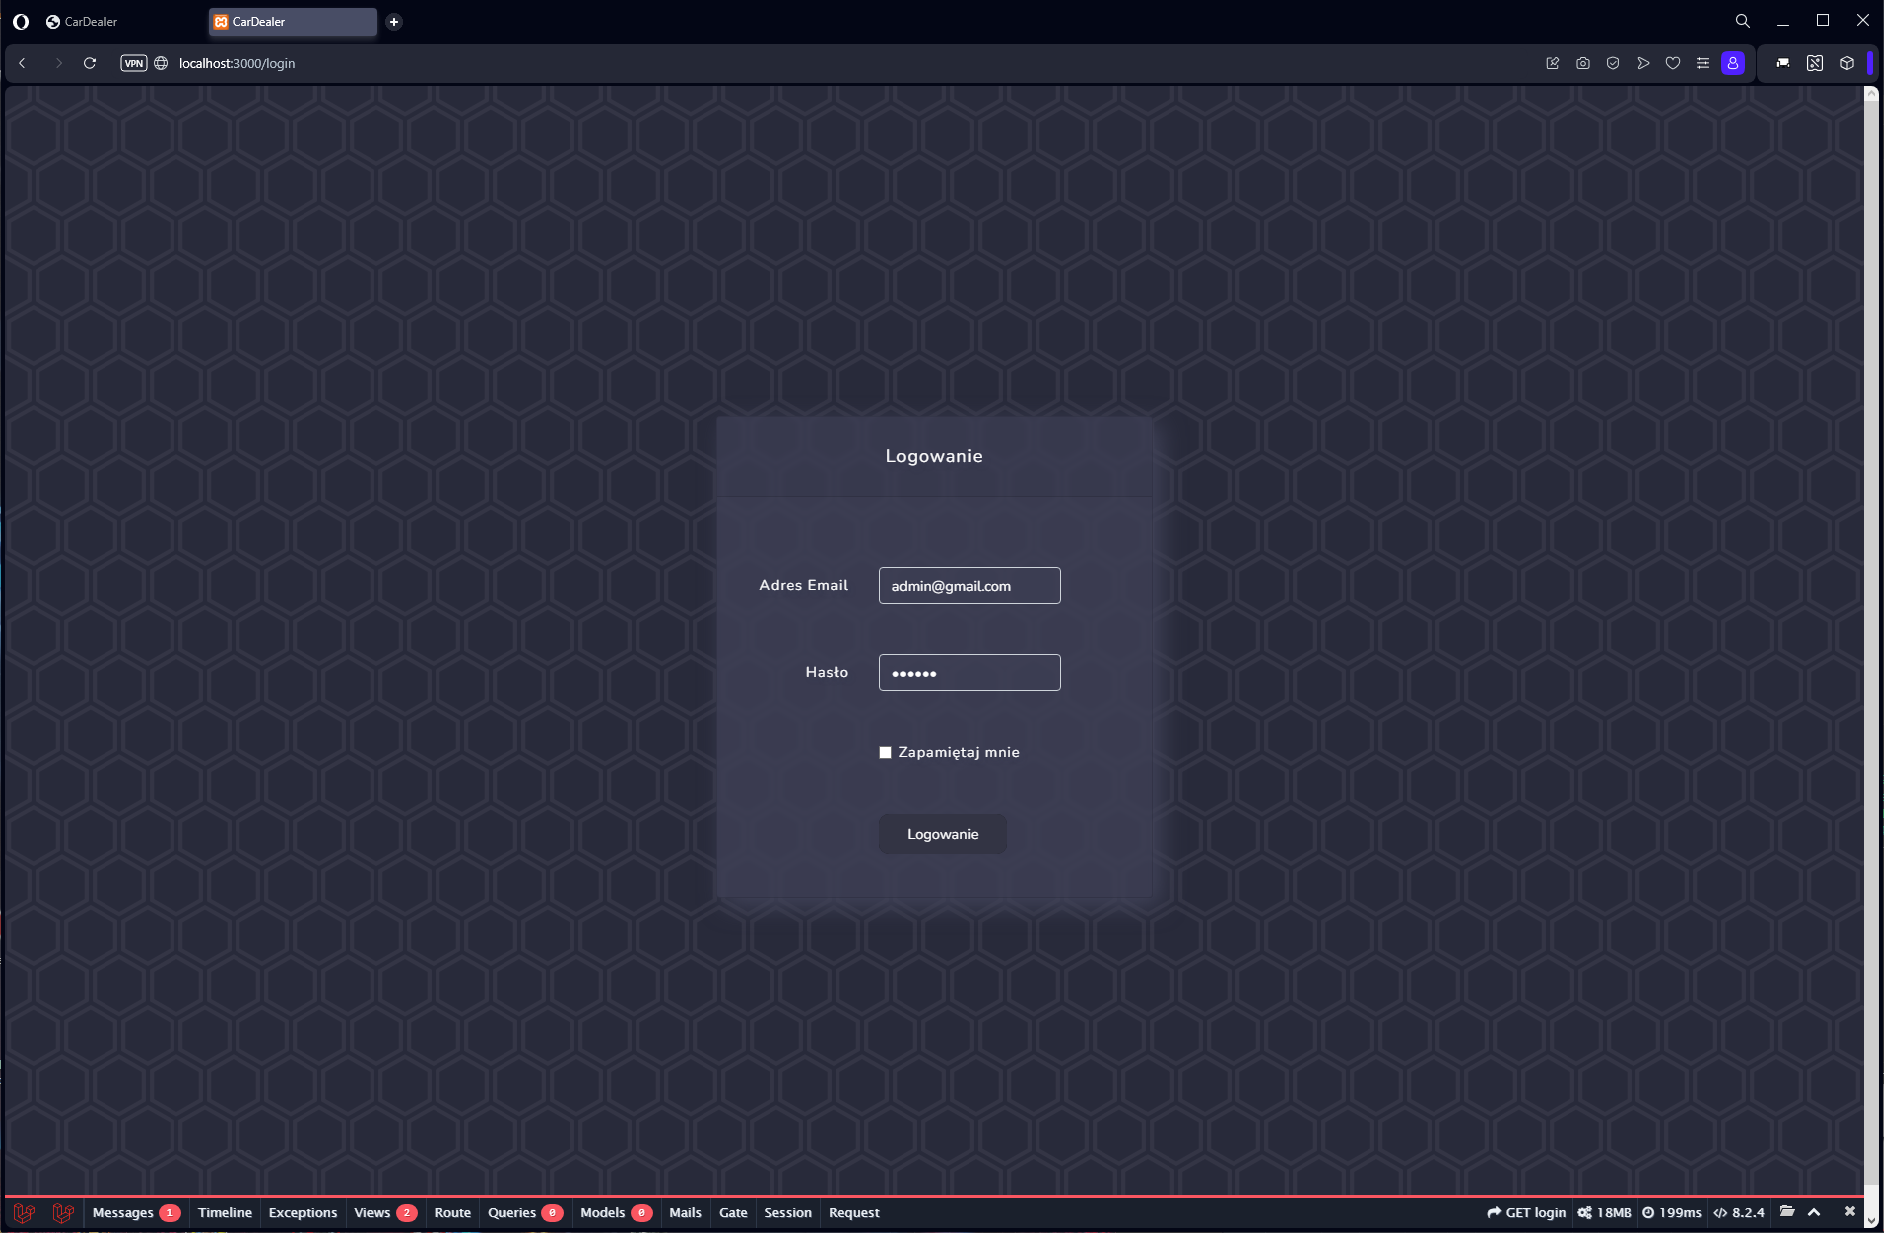 CarDealer
CarDealer
VPN localhost:3000/login
Logowanie
Adres Email admin@gmail.com
Hasło ••••••
Zapamiętaj mnie
Logowanie
Messages 1 Timeline Exceptions Views 2 Route Queries 0 Models 0 Mails Gate Session Request GET login 18MB 199ms 8.2.4